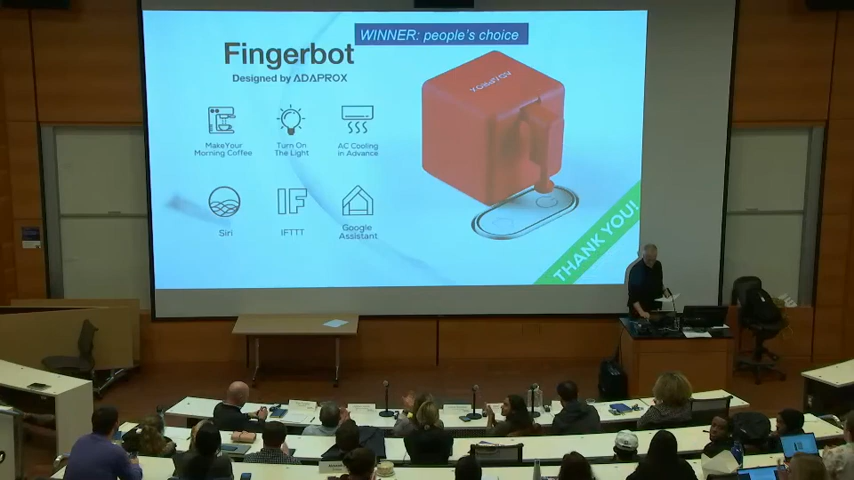 WINNER: people's choice
Fingerbot
Designed by ADAPROX
ADAPROX
Make Your
Morning Coffee
Turn On
The Light
AC Cooling
in Advance
Siri
IF
IFTTT
Google
Assistant
THANK YOU!